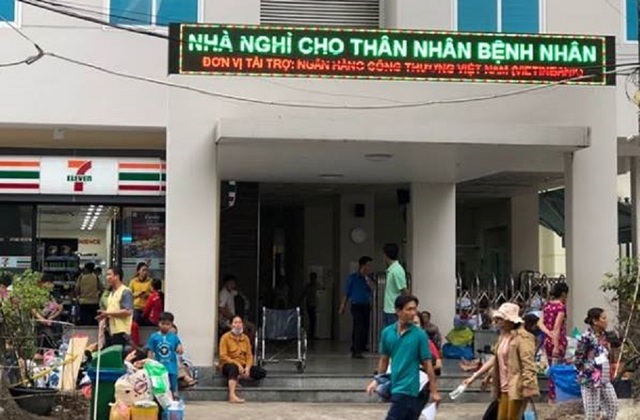 NHÀ NGHỈ CHO THÂN NHÂN BỆNH NHÂN
ĐƠN VỊ TÀI TRỢ: NGÂN HÀNG CÔNG THƯƠNG VIỆT NAM (VIETINBANK)
7
ELEVEN